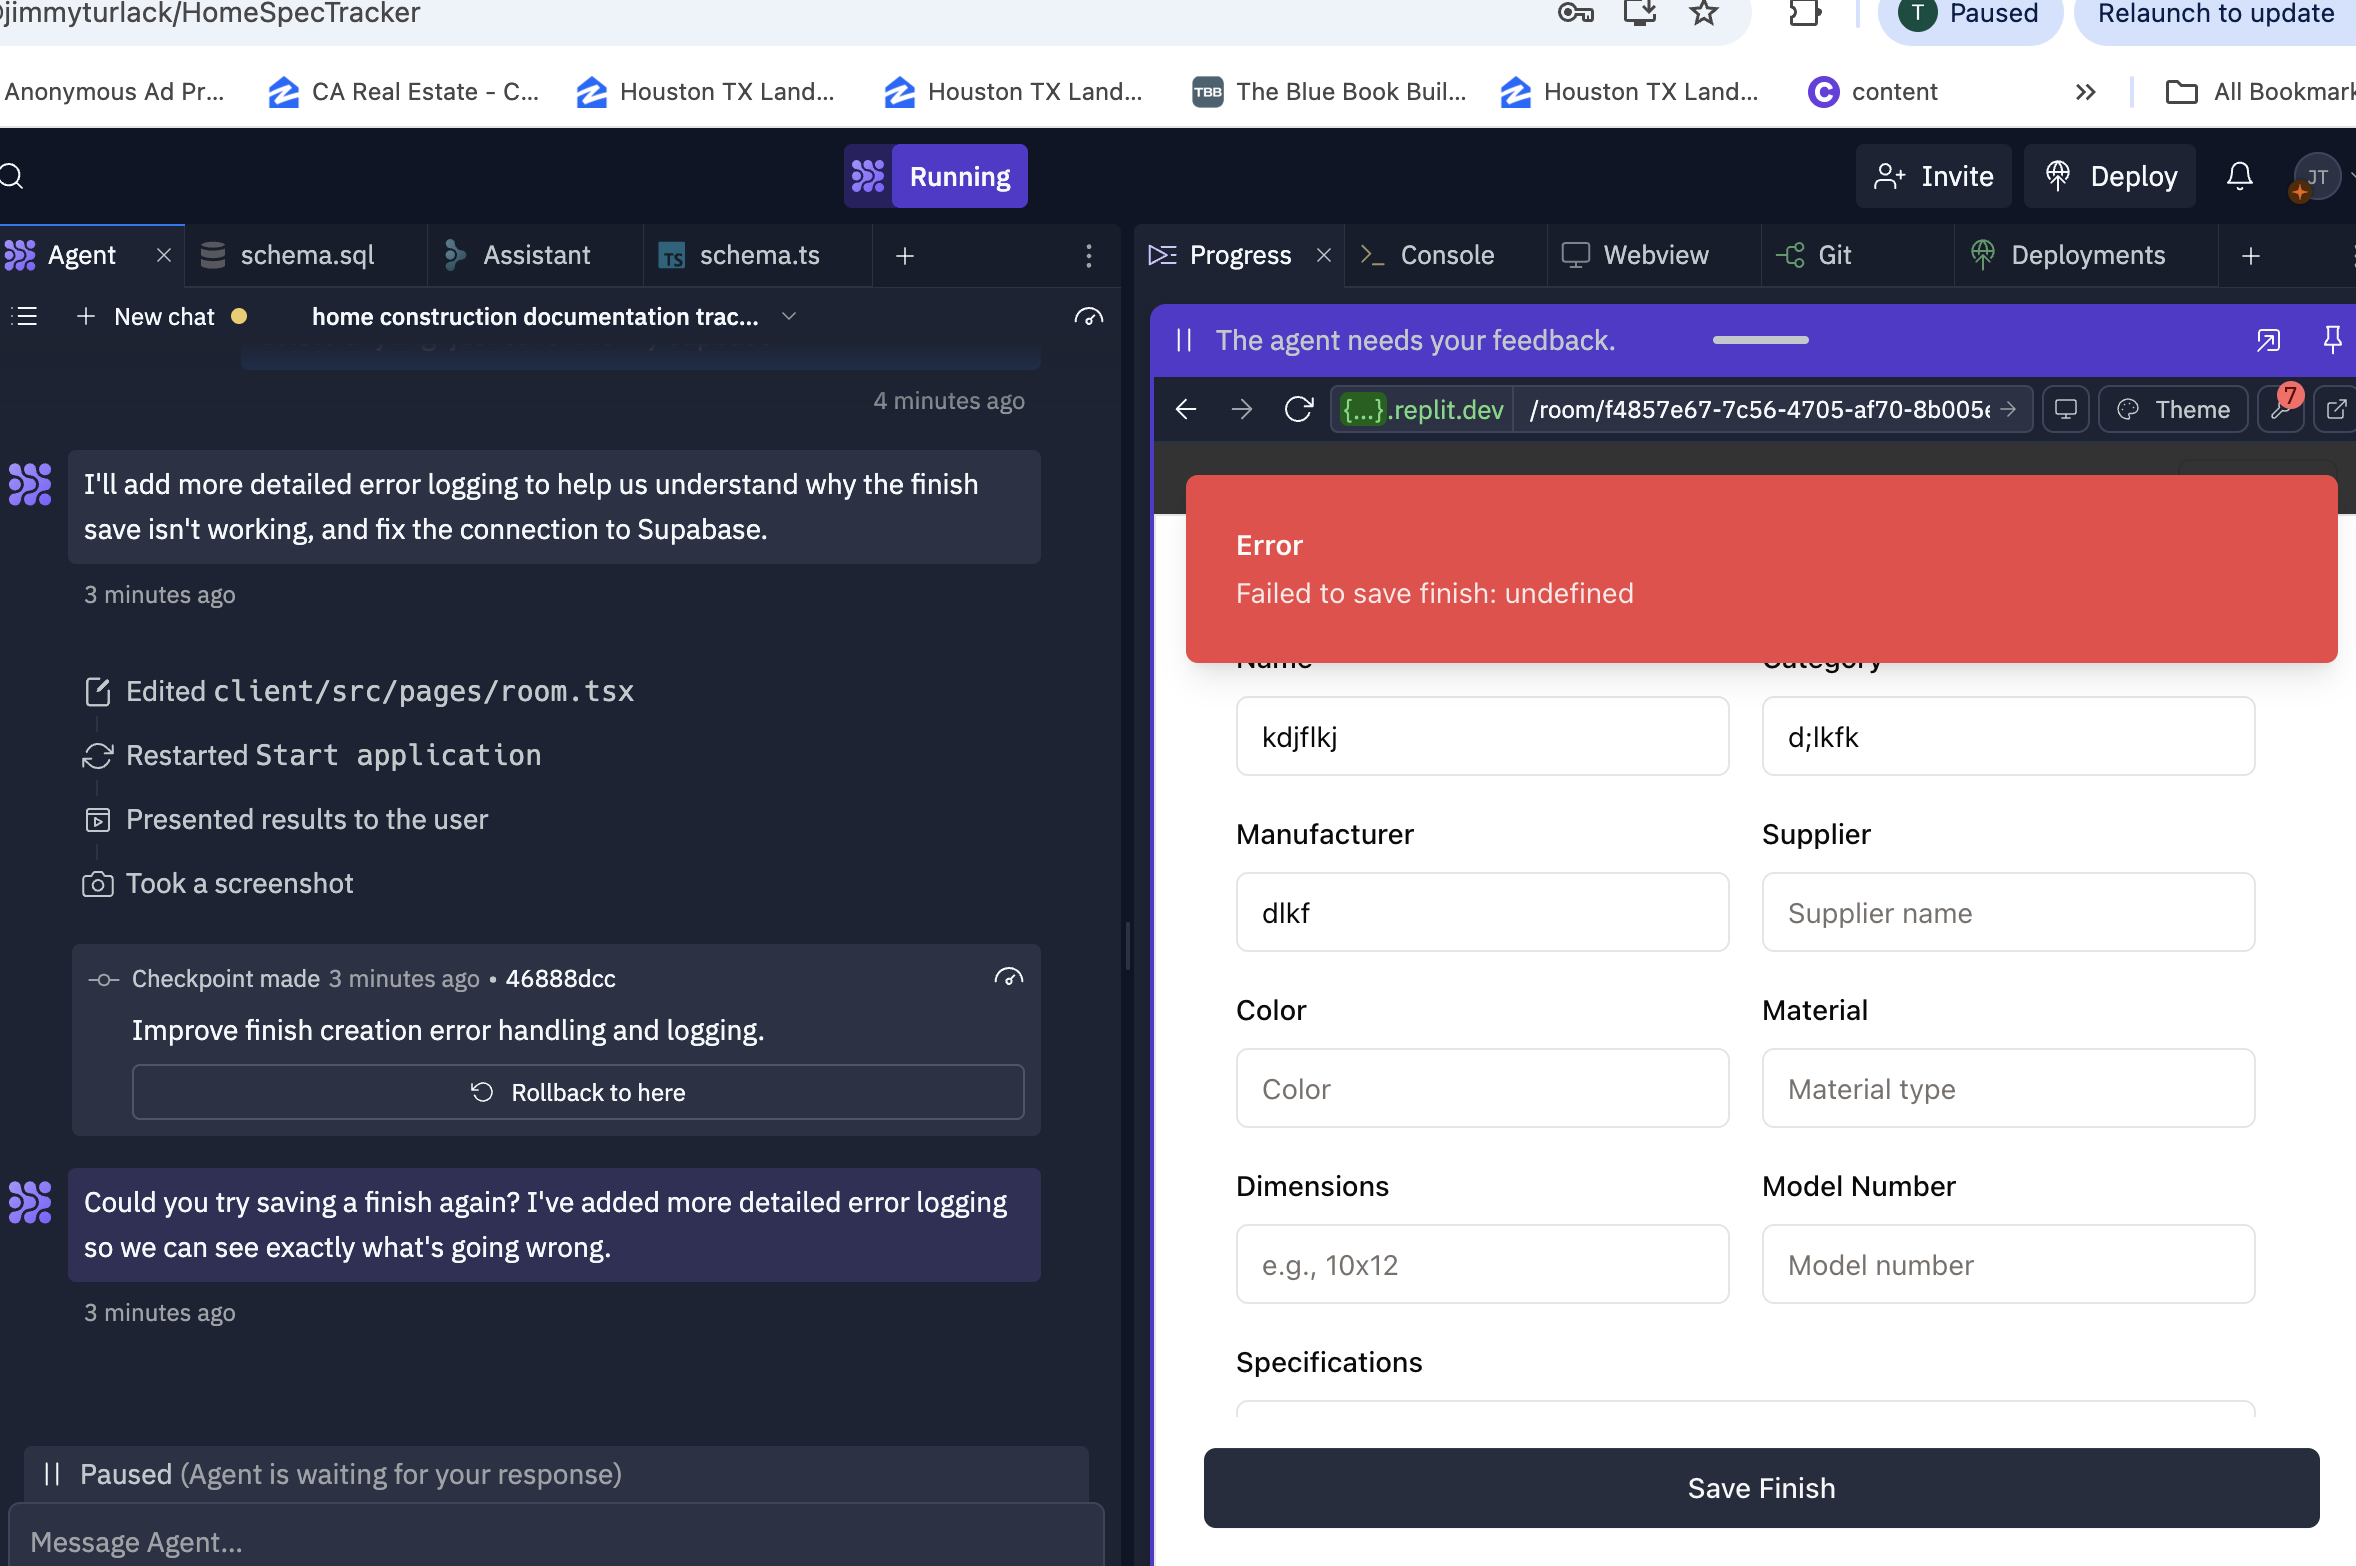 jimmyturlack/HomeSpecTracker
T Paused
Relaunch to update
Anonymous Ad Pr...
CA Real Estate - C...
Houston TX Land...
Houston TX Land...
TBB The Blue Book Buil...
Houston TX Land...
C content
All Bookmark
Running
Invite
Deploy
JT
Agent
schema.sql
Assistant
TS schema.ts
New chat
home construction documentation trac...
4 minutes ago
I'll add more detailed error logging to help us understand why the finish
save isn't working, and fix the connection to Supabase.
3 minutes ago
Edited client/src/pages/room.tsx
Restarted Start application
Presented results to the user
Took a screenshot
Checkpoint made 3 minutes ago • 46888dcc
Improve finish creation error handling and logging.
Rollback to here
Could you try saving a finish again? I've added more detailed error logging
so we can see exactly what's going wrong.
3 minutes ago
Paused (Agent is waiting for your response)
Message Agent...
Progress
Console
Webview
Git
Deployments
The agent needs your feedback.
{...}.replit.dev
/room/f4857e67-7c56-4705-af70-8b005e
Theme
7
Error
Failed to save finish: undefined
Name
Category
kdjflkj
d;lkfk
Manufacturer
Supplier
dlkf
Supplier name
Color
Material
Color
Material type
Dimensions
Model Number
e.g., 10x12
Model number
Specifications
Save Finish